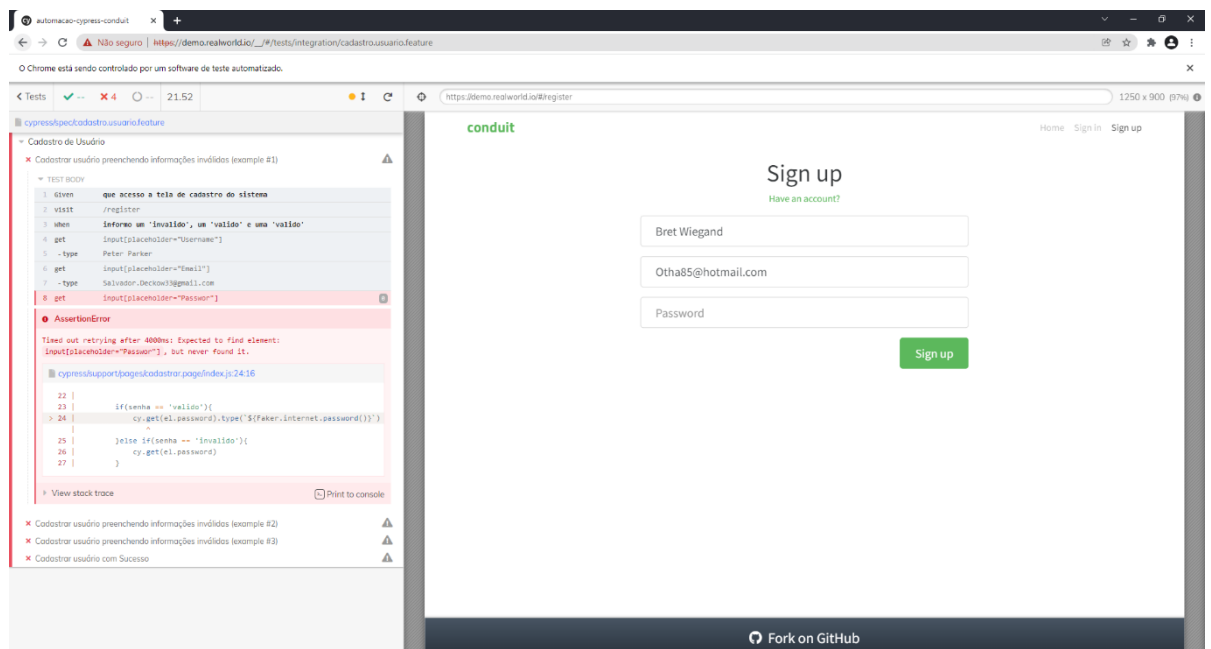 automacao-cypress-conduit
Não seguro | https://demo.realworld.io/__/#/tests/integration/cadastro.usuario.feature
O Chrome está sendo controlado por um software de teste automatizado.
Tests -- 4 -- 21.52
https://demo.realworld.io/#/register 1250 x 900 (97%)
cypress/spec/cadastro.usuario.feature
Cadastro de Usuário
Cadastrar usuário preenchendo informações inválidas (example #1)
TEST BODY
1 Given que acesso a tela de cadastro do sistema
2 visit /register
3 When informo um 'invalido', um 'valido' e uma 'valido'
4 get input[placeholder="Username"]
5 - type Peter Parker
6 get input[placeholder="Email"]
7 - type Salvador.Deckow33@gmail.com
8 get input[placeholder="Passwor"] 0
AssertionError
Timed out retrying after 4000ms: Expected to find element:
input[placeholder="Passwor"], but never found it.
cypress/support/pages/cadastrar.page/index.js:24:16
22 |
23 | if(senha == 'valido'){
> 24 | cy.get(el.password).type(`${Faker.internet.password()}`)
| ^
25 | }else if(senha == 'invalido'){
26 | cy.get(el.password)
27 | }
View stack trace Print to console
Cadastrar usuário preenchendo informações inválidas (example #2)
Cadastrar usuário preenchendo informações inválidas (example #3)
Cadastrar usuário com Sucesso
conduit
Home Sign in Sign up
Sign up
Have an account?
Bret Wiegand
Otha85@hotmail.com
Password
Sign up
Fork on GitHub